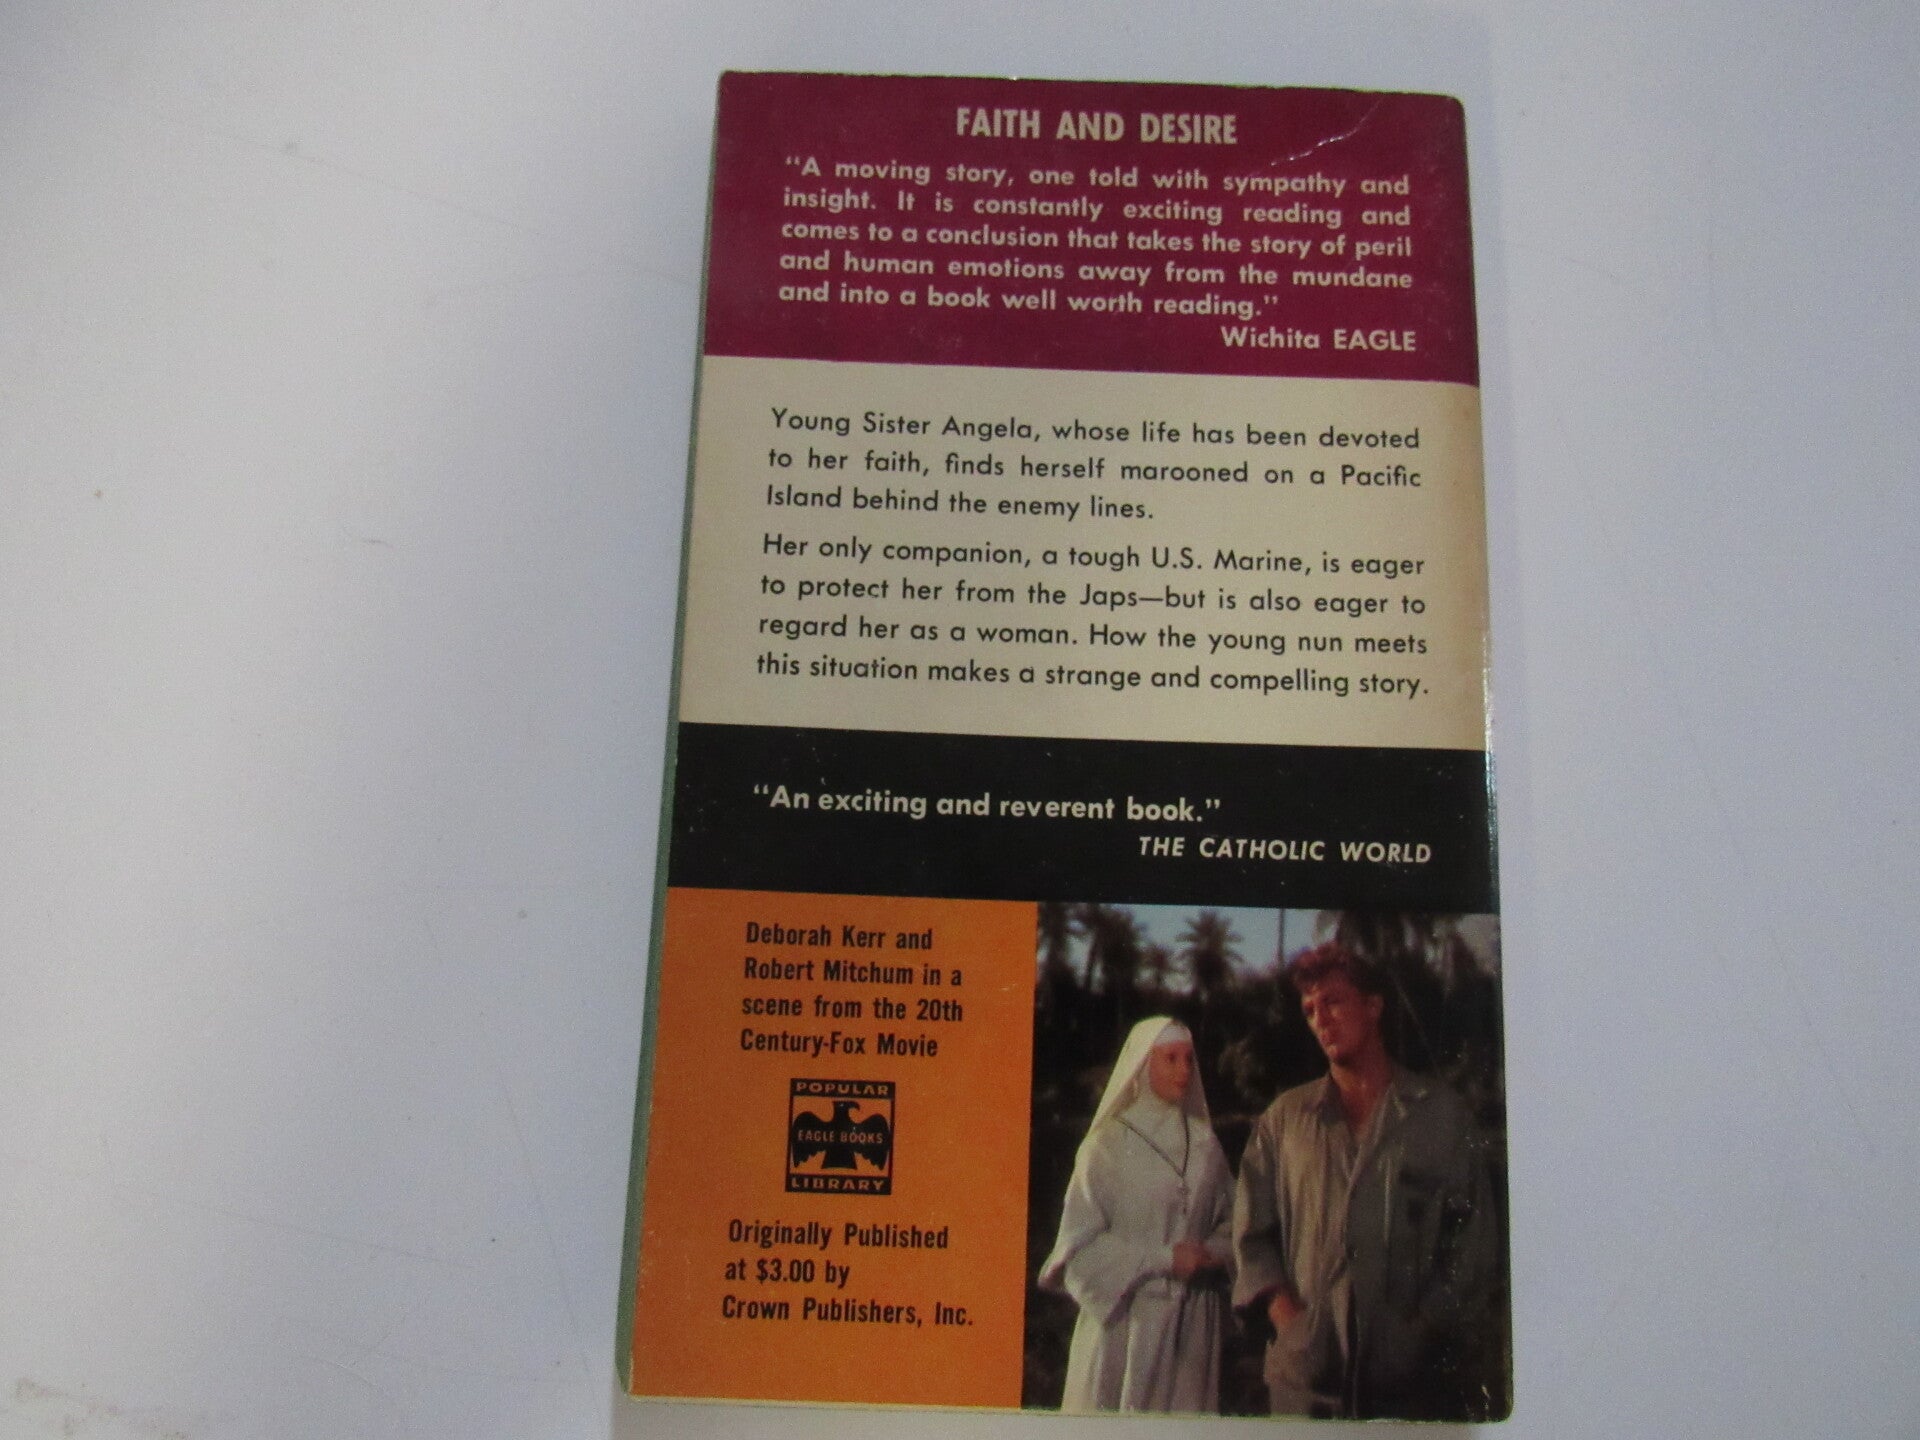 FAITH AND DESIRE
“A moving story, one told with sympathy and
insight. It is constantly exciting reading and
comes to a conclusion that takes the story of peril
and human emotions away from the mundane
and into a book well worth reading.”
Wichita EAGLE
Young Sister Angela, whose life has been devoted
to her faith, finds herself marooned on a Pacific
Island behind the enemy lines.
Her only companion, a tough U.S. Marine, is eager
to protect her from the Japs—but is also eager to
regard her as a woman. How the young nun meets
this situation makes a strange and compelling story.
“An exciting and reverent book.”
THE CATHOLIC WORLD
Deborah Kerr and
Robert Mitchum in a
scene from the 20th
Century-Fox Movie
POPULAR
EAGLE BOOKS
LIBRARY
Originally Published
at $3.00 by
Crown Publishers, Inc.